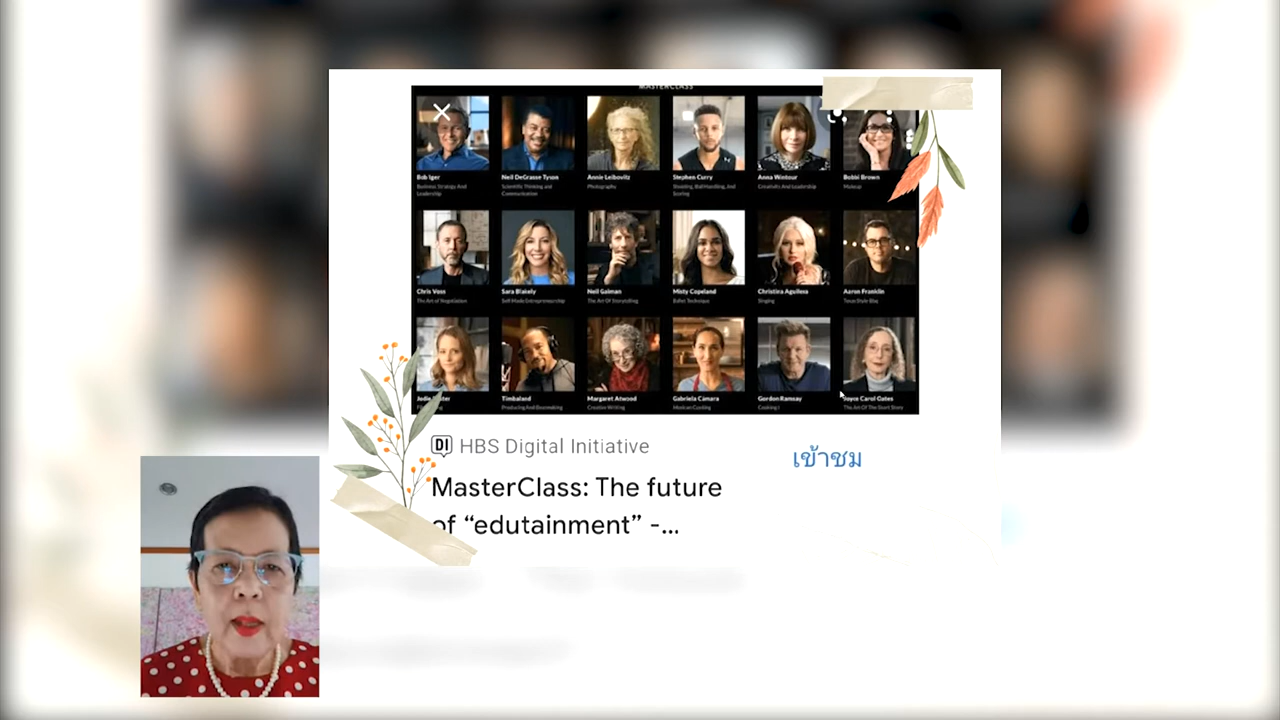 MASTERCLASS
Bob Iger
Business Strategy And
Leadership
Neil DeGrasse Tyson
Scientific Thinking and
Communication
Annie Leibovitz
Photography
Stephen Curry
Shooting, Ball Handling, And
Scoring
Anna Wintour
Creativity And Leadership
Bobbi Brown
Makeup
Chris Voss
The Art of Negotiation
Sara Blakely
Self Made Entrepreneurship
Neil Gaiman
The Art Of Storytelling
Misty Copeland
Ballet Technique
Christina Aguilera
Singing
Aaron Franklin
Texas Style Bbq
Timbaland
Producing And Beatmaking
Margaret Atwood
Creative Writing
Gabriela Cámara
Mexican Cooking
Gordon Ramsay
Cooking I
Joyce Carol Oates
The Art Of The Short Story
DI HBS Digital Initiative
เข้าชม
MasterClass: The future
of “edutainment” -...